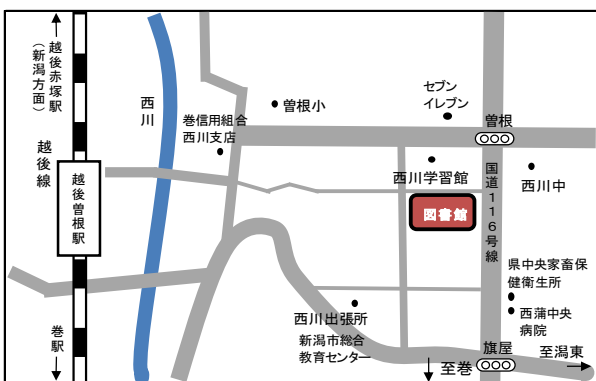 越後赤塚駅
（新潟方面）
越後線
越後曽根駅
巻駅
西川
巻信用組合
西川支店
曽根小
セブン
イレブン
曽根
西川学習館
西川中
国道116号線
図書館
県中央家畜保
健衛生所
西蒲中央
病院
西川出張所
新潟市総合
教育センター
旗屋
至巻
至潟東